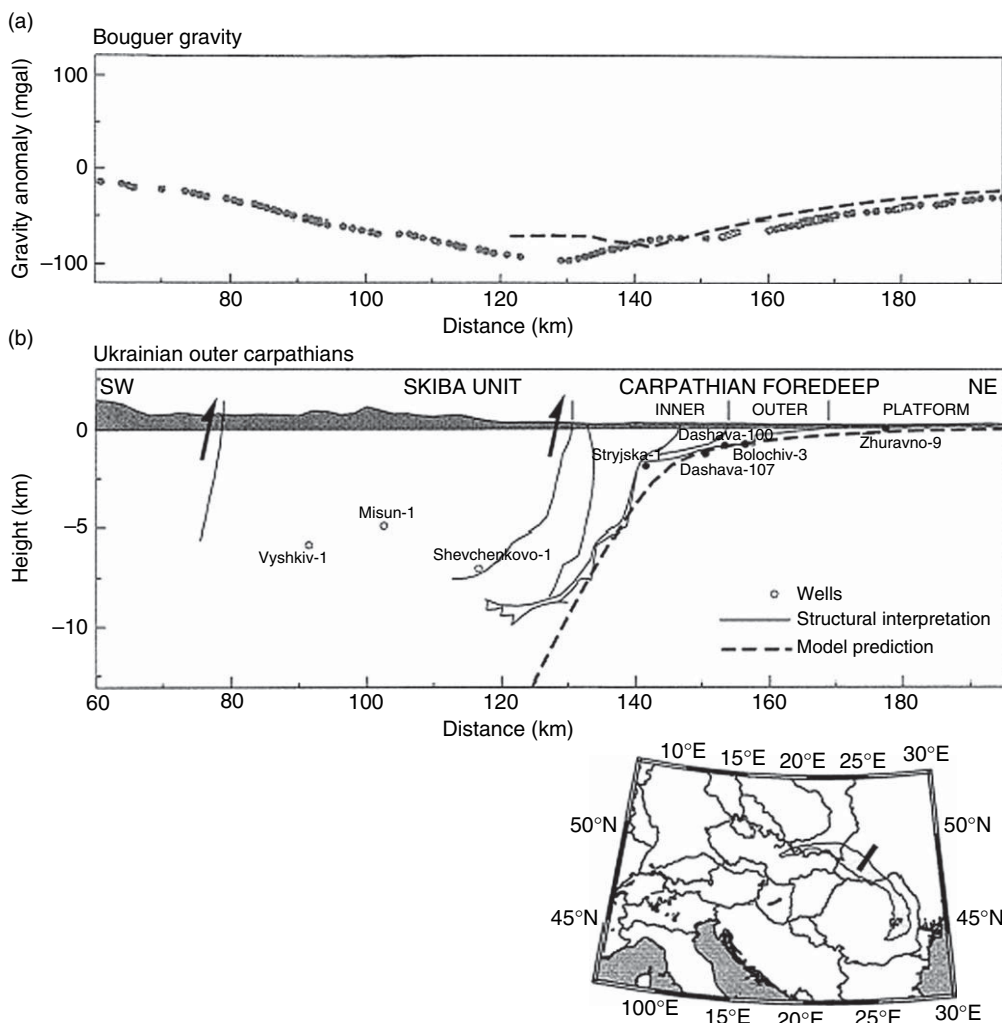 (a)
Bouguer gravity
Gravity anomaly (mgal)
100
0
−100
80 100 120 140 160 180
Distance (km)
(b)
Ukrainian outer carpathians
SW SKIBA UNIT CARPATHIAN FOREDEEP NE
INNER OUTER PLATFORM
Height (km)
0
−5
−10
Dashava-100
Zhuravno-9
Stryjska-1 Bolochiv-3
Dashava-107
Misun-1
Vyshkiv-1 Shevchenkovo-1
Wells
Structural interpretation
Model prediction
60 80 100 120 140 160 180
Distance (km)
10°E 15°E 20°E 25°E 30°E
50°N 50°N
45°N 45°N
100°E 15°E 20°E 25°E 30°E